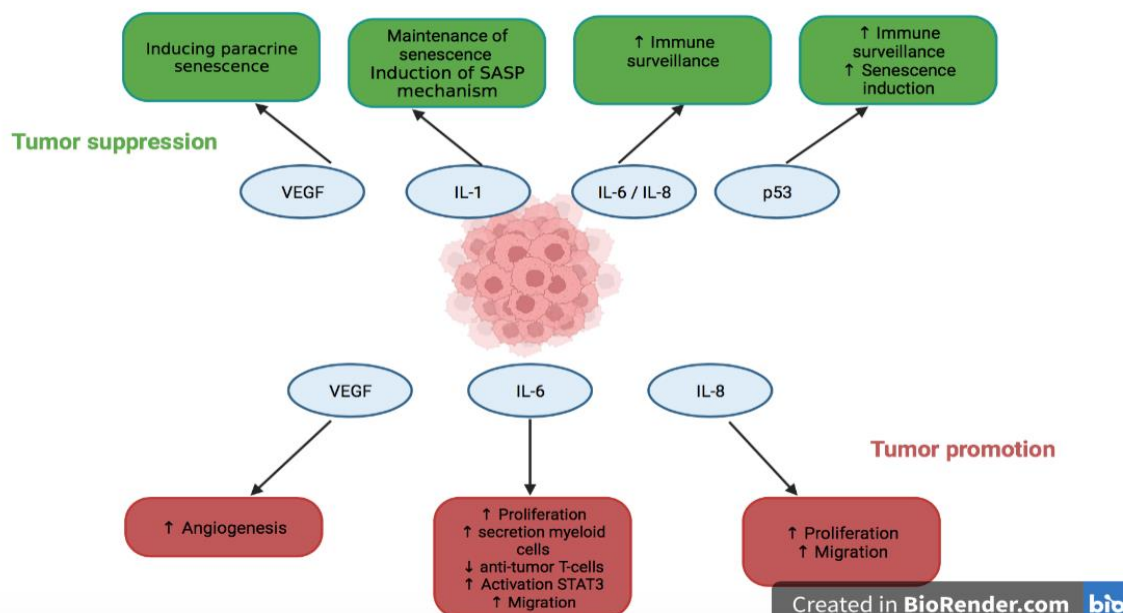 Inducing paracrine
senescence
Maintenance of
senescence
Induction of SASP
mechanism
↑ Immune
surveillance
↑ Immune
surveillance
↑ Senescence
induction
Tumor suppression
VEGF
IL-1
IL-6 / IL-8
p53
VEGF
IL-6
IL-8
Tumor promotion
↑ Angiogenesis
↑ Proliferation
↑ secretion myeloid
cells
↓ anti-tumor T-cells
↑ Activation STAT3
↑ Migration
↑ Proliferation
↑ Migration
Created in BioRender.com bio